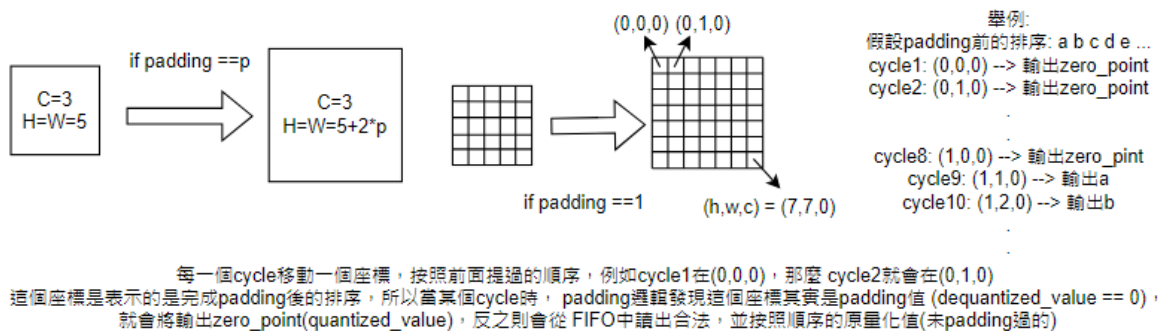 (0,0,0) (0,1,0)
if padding ==p
C=3
H=W=5
C=3
H=W=5+2*p
if padding ==1
(h,w,c) = (7,7,0)
舉例:
假設padding前的排序: a b c d e ...
cycle1: (0,0,0) --> 輸出zero_point
cycle2: (0,1,0) --> 輸出zero_point
.
.
cycle8: (1,0,0) --> 輸出zero_pint
cycle9: (1,1,0) --> 輸出a
cycle10: (1,2,0) --> 輸出b
.
.
每一個cycle移動一個座標，按照前面提過的順序，例如cycle1在(0,0,0)，那麼 cycle2就會在(0,1,0)
這個座標是表示的是完成padding後的排序，所以當某個cycle時， padding邏輯發現這個座標其實是padding值 (dequantized_value == 0)，
就會將輸出zero_point(quantized_value)，反之則會從 FIFO中讀出合法，並按照順序的原量化值(未padding過的)